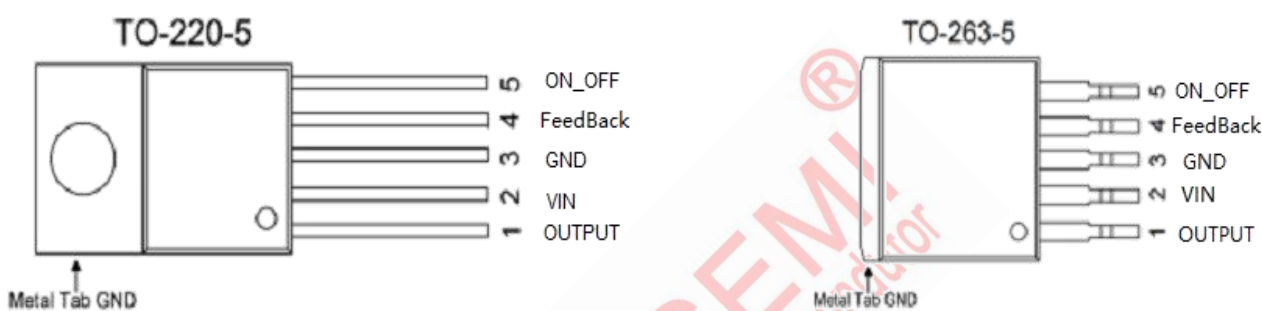 TO-220-5
5 ON_OFF
4 FeedBack
3 GND
2 VIN
1 OUTPUT
Metal Tab GND
TO-263-5
5 ON_OFF
4 FeedBack
3 GND
2 VIN
1 OUTPUT
Metal Tab GND
®